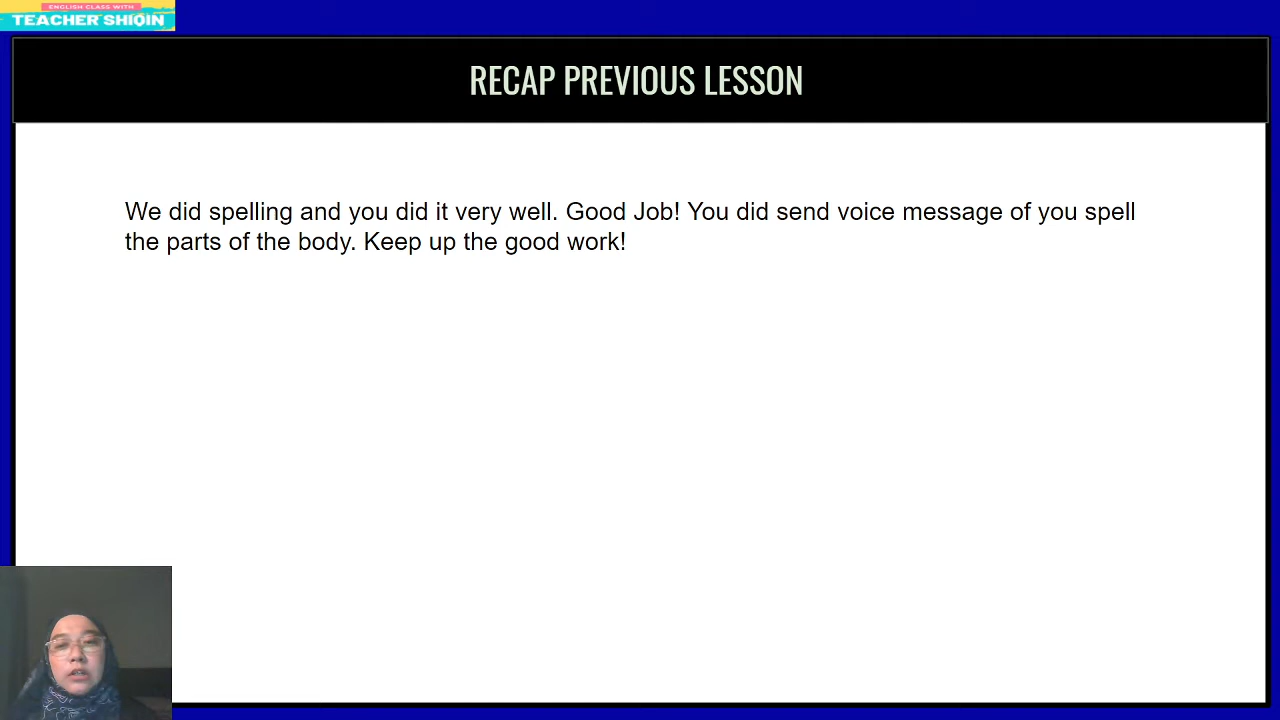 ENGLISH CLASS WITH
TEACHER SHIQIN
RECAP PREVIOUS LESSON
We did spelling and you did it very well. Good Job! You did send voice message of you spell
the parts of the body. Keep up the good work!